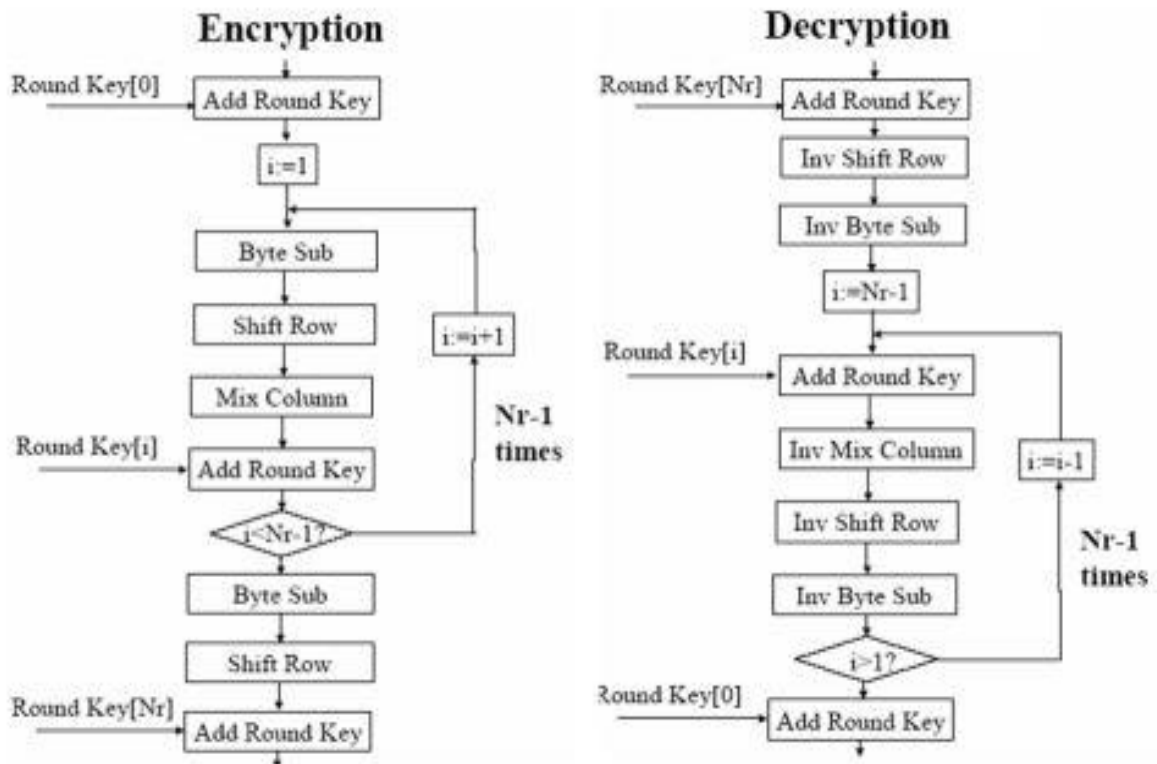 Encryption
Round Key[0]
Add Round Key
i:=1
Byte Sub
Shift Row
i:=i+1
Mix Column
Nr-1
times
Round Key[i]
Add Round Key
i<Nr-1?
Byte Sub
Shift Row
Round Key[Nr]
Add Round Key
Decryption
Round Key[Nr]
Add Round Key
Inv Shift Row
Inv Byte Sub
i:=Nr-1
Round Key[i]
Add Round Key
Inv Mix Column
i:=i-1
Inv Shift Row
Nr-1
times
Inv Byte Sub
i>1?
Round Key[0]
Add Round Key